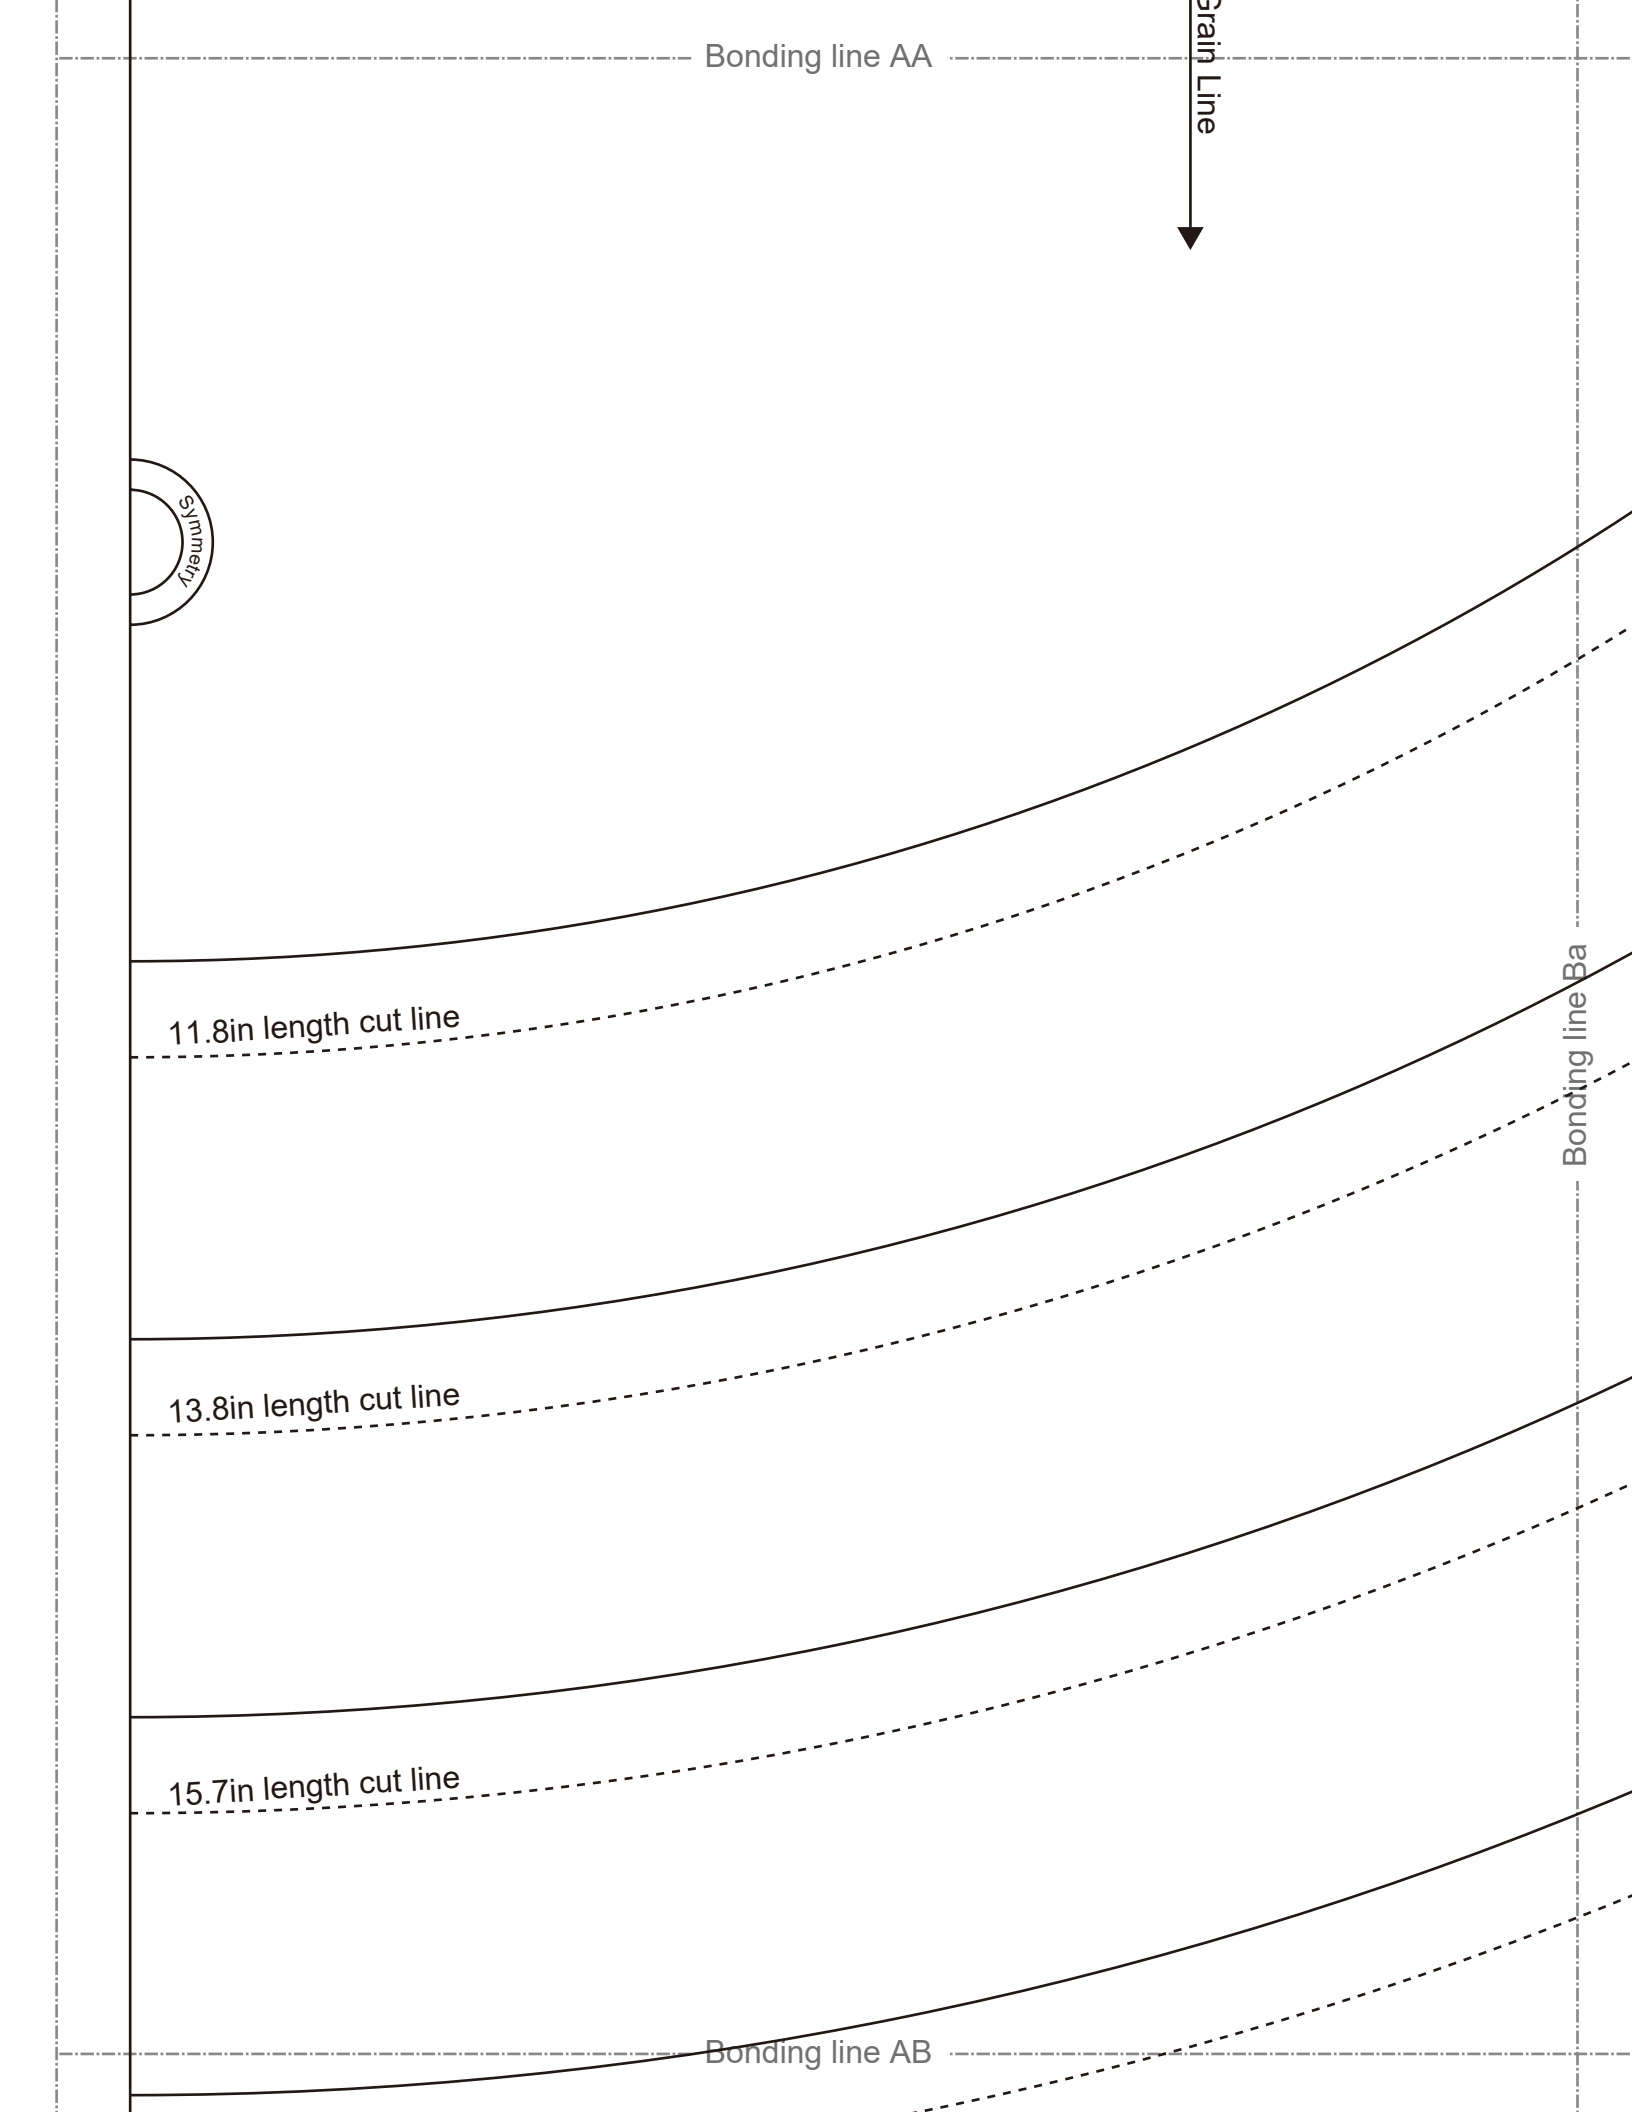 Bonding line AA
Grain Line
Symmetry
11.8in length cut line
Bonding line Ba
13.8in length cut line
15.7in length cut line
Bonding line AB